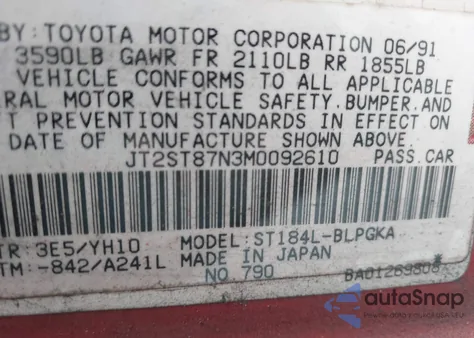 BY: TOYOTA MOTOR CORPORATION 06/91
3590LB GAWR FR 2110LB RR 1855LB
VEHICLE CONFORMS TO ALL APPLICABLE
ERAL MOTOR VEHICLE SAFETY, BUMPER, AND
T PREVENTION STANDARDS IN EFFECT ON
DATE OF MANUFACTURE SHOWN ABOVE.
JT2ST87N3M0092610 PASS.CAR
TR 3E5/YH10 MODEL: ST184L-BLPGKA
TM: -842/A241L MADE IN JAPAN
NO.790 BA01269808*
autoSnap